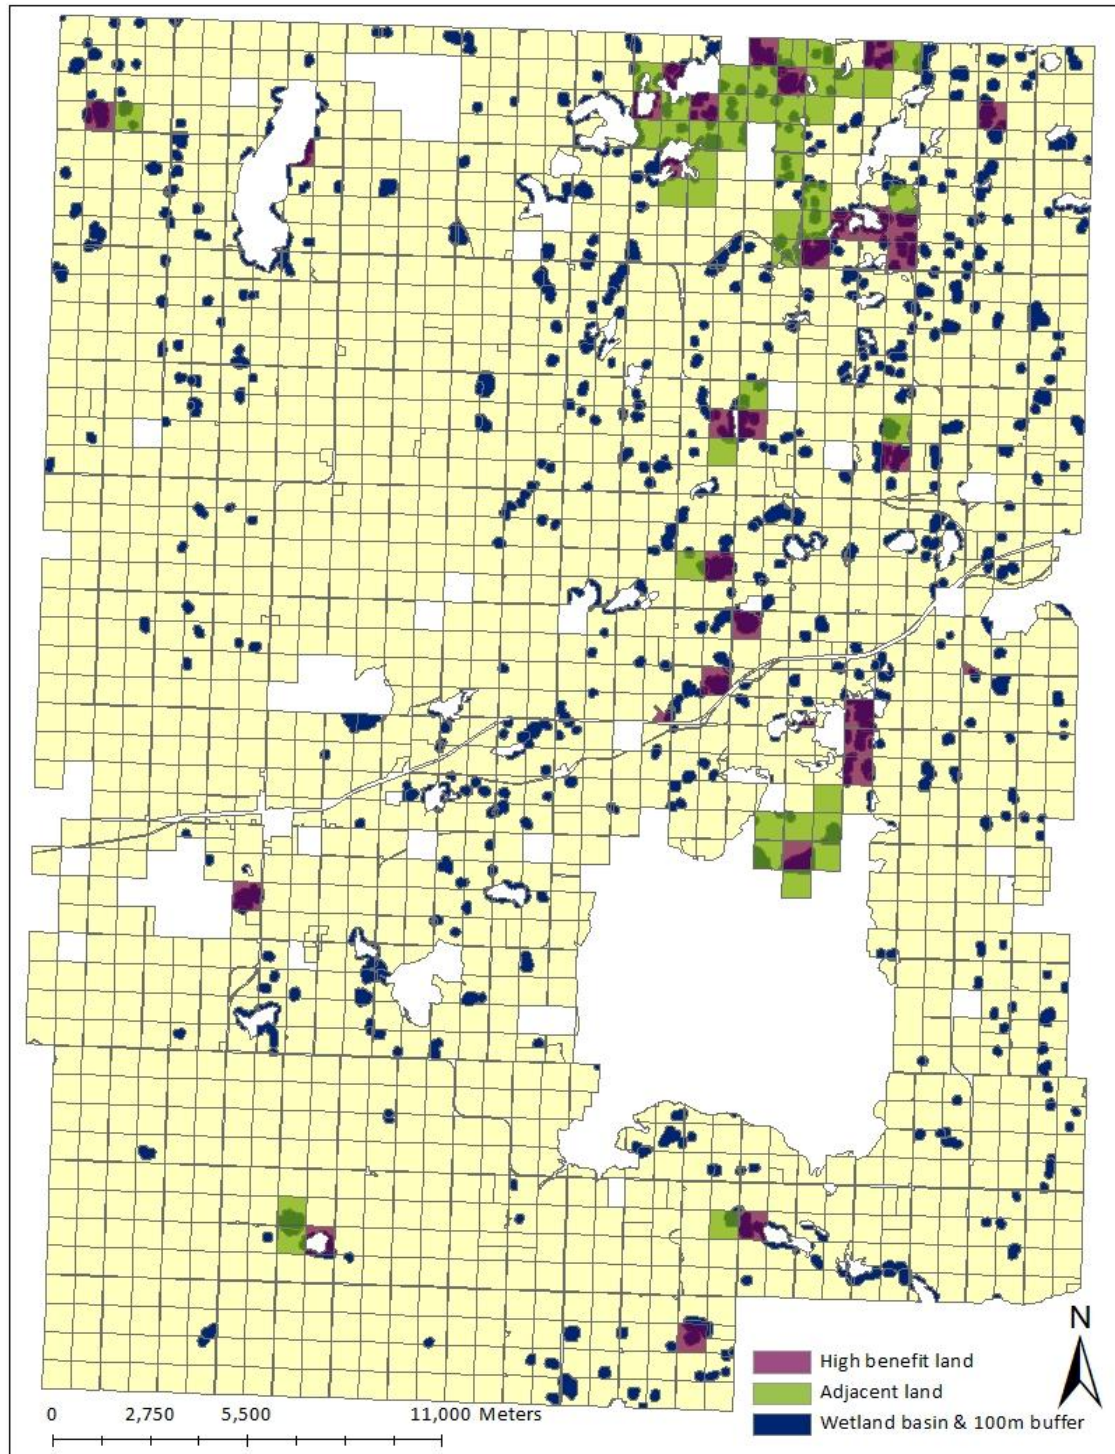 N
High benefit land
Adjacent land
Wetland basin & 100m buffer
0 2,750 5,500 11,000 Meters